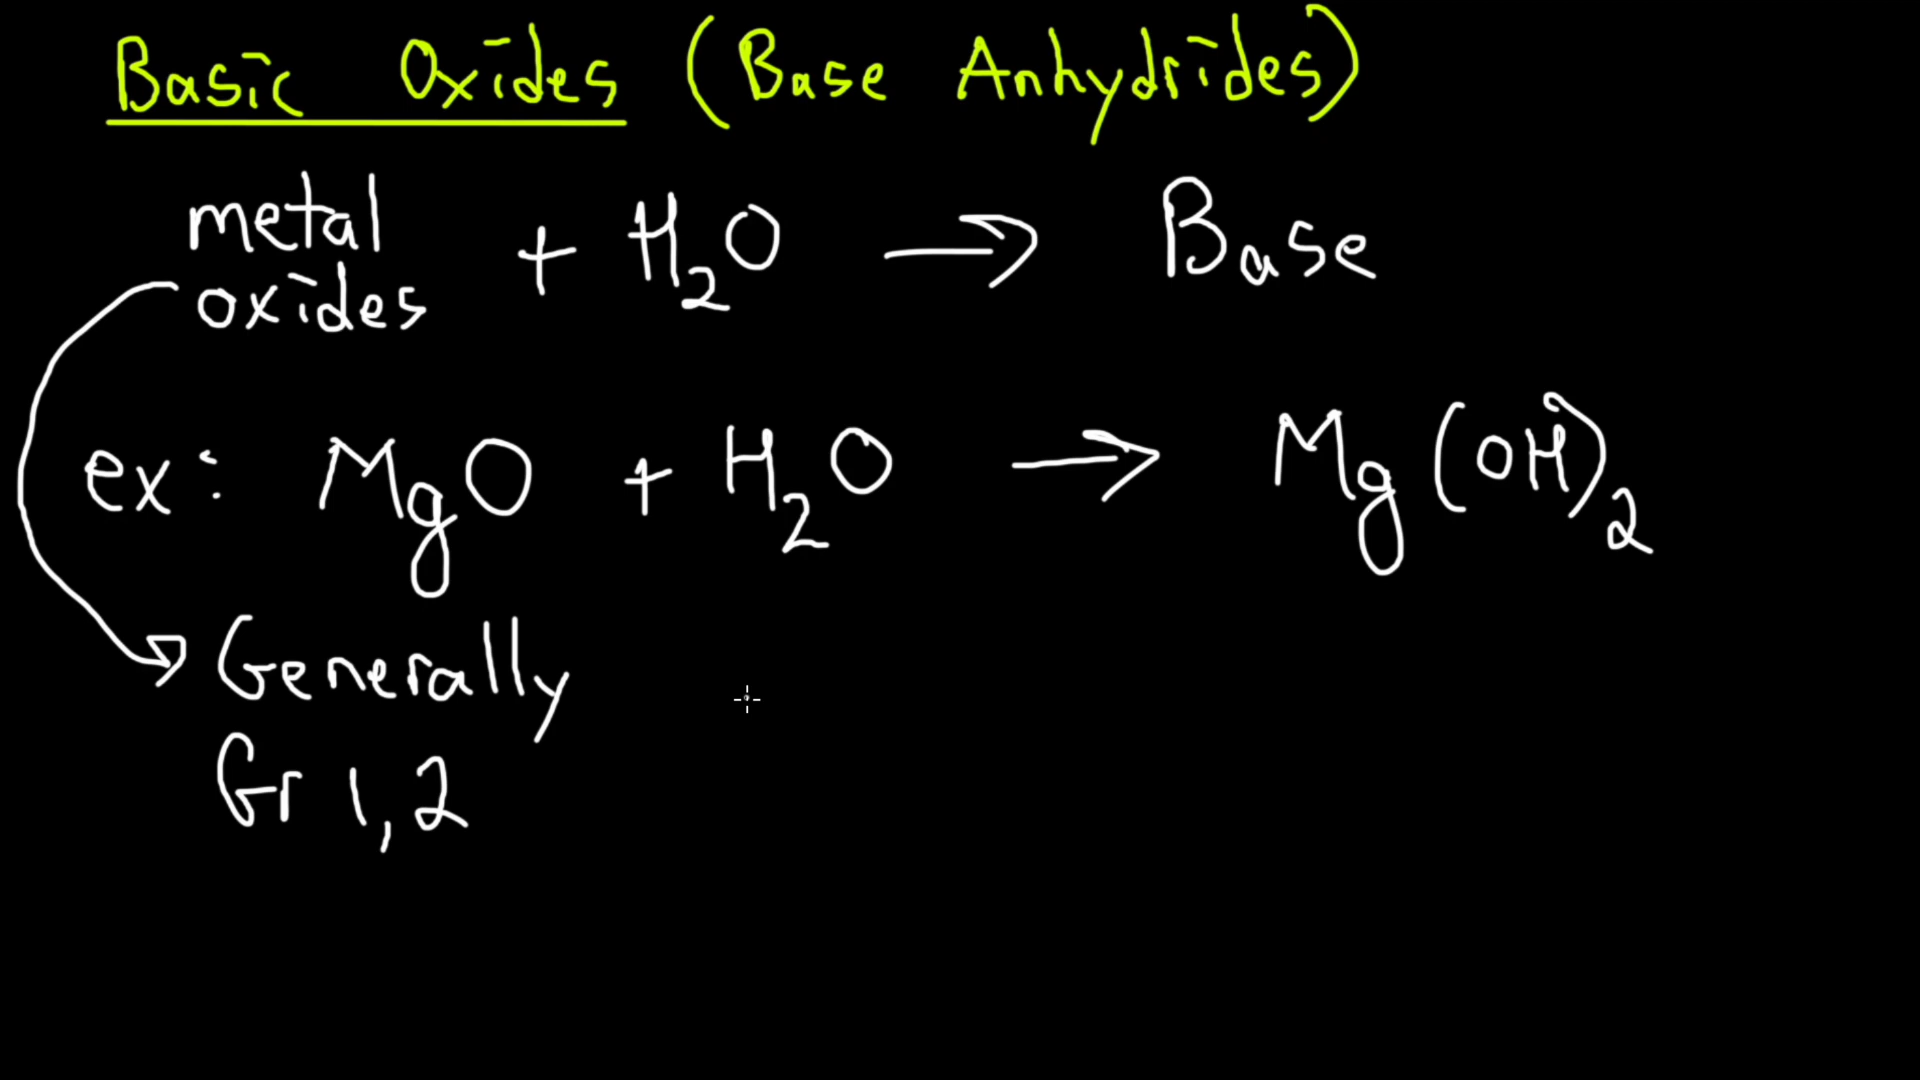 Basic Oxides (Base Anhydrides)
metal oxides + H₂O → Base
ex: MgO + H₂O → Mg(OH)₂
Generally
Gr 1,2